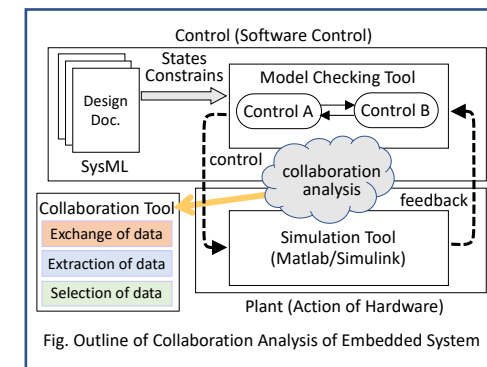 Control (Software Control)
States
Constrains
Design
Doc.
SysML
Model Checking Tool
Control A
Control B
control
collaboration
analysis
feedback
Collaboration Tool
Exchange of data
Extraction of data
Selection of data
Simulation Tool
(Matlab/Simulink)
Plant (Action of Hardware)
Fig. Outline of Collaboration Analysis of Embedded System